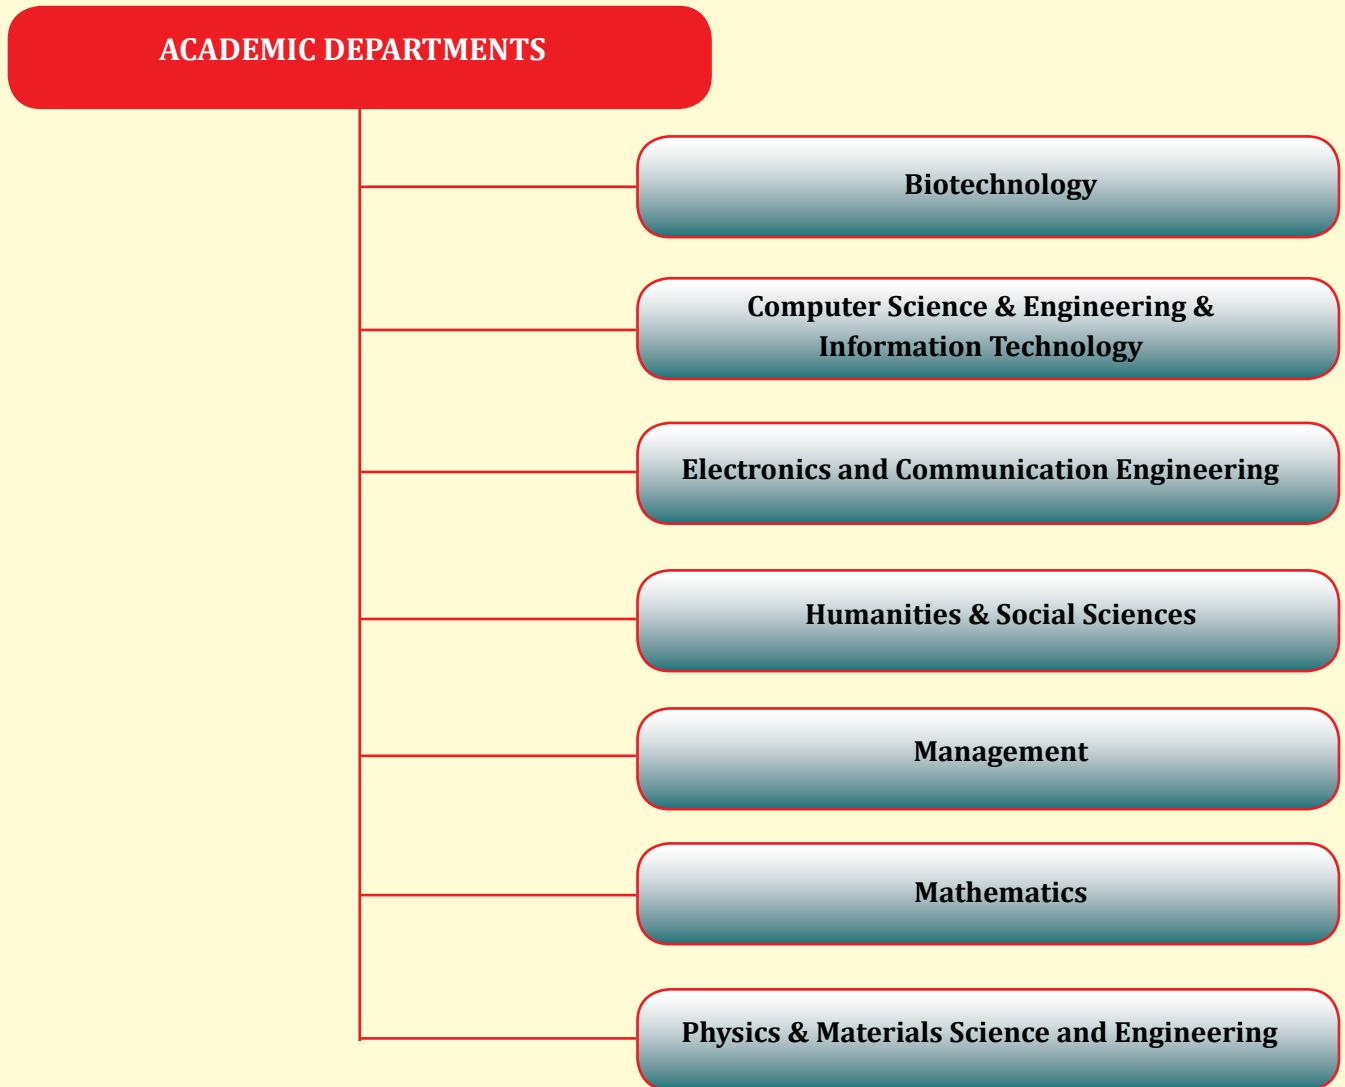 ACADEMIC DEPARTMENTS
Biotechnology
Computer Science & Engineering &
Information Technology
Electronics and Communication Engineering
Humanities & Social Sciences
Management
Mathematics
Physics & Materials Science and Engineering